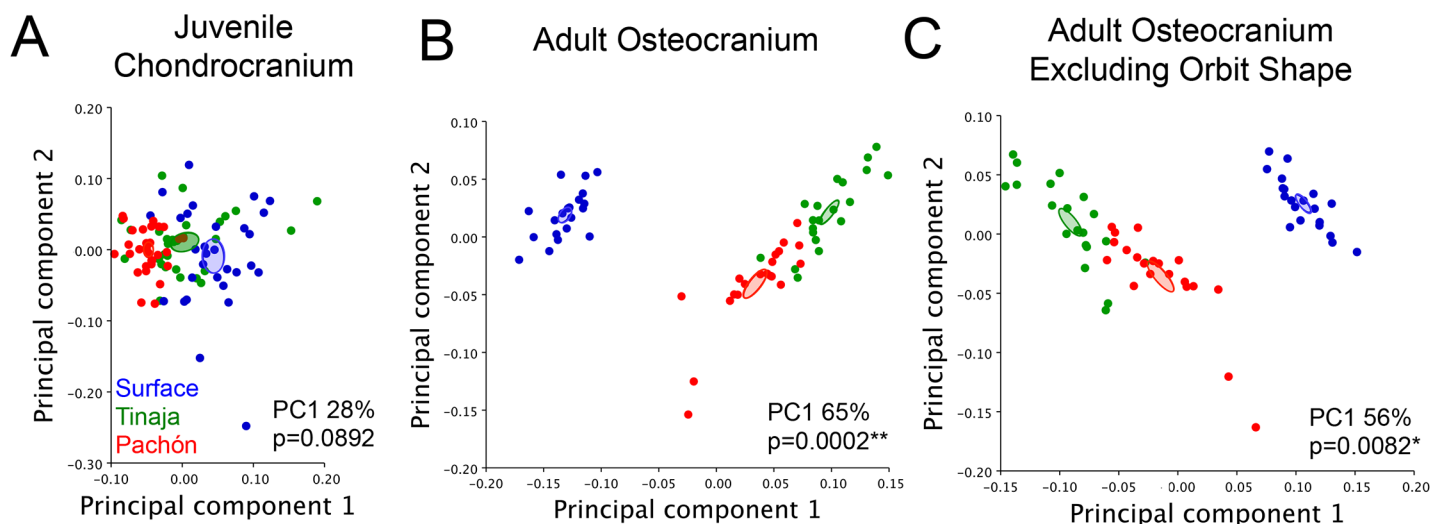 A
Juvenile
Chondrocranium
0.20
0.10
0.00
−0.10
−0.20
−0.30
Principal component 2
Surface
Tinaja
Pachón
PC1 28%
p=0.0892
−0.10
0.00
0.10
0.20
Principal component 1
B
Adult Osteocranium
0.10
0.05
0.00
−0.05
−0.10
−0.15
−0.20
Principal component 2
PC1 65%
p=0.0002**
−0.20
−0.15
−0.10
−0.05
0.00
0.05
0.10
0.15
Principal component 1
C
Adult Osteocranium
Excluding Orbit Shape
0.10
0.05
0.00
−0.05
−0.10
−0.15
−0.20
Principal component 2
PC1 56%
p=0.0082*
−0.15
−0.10
−0.05
0.00
0.05
0.10
0.15
0.20
Principal component 1